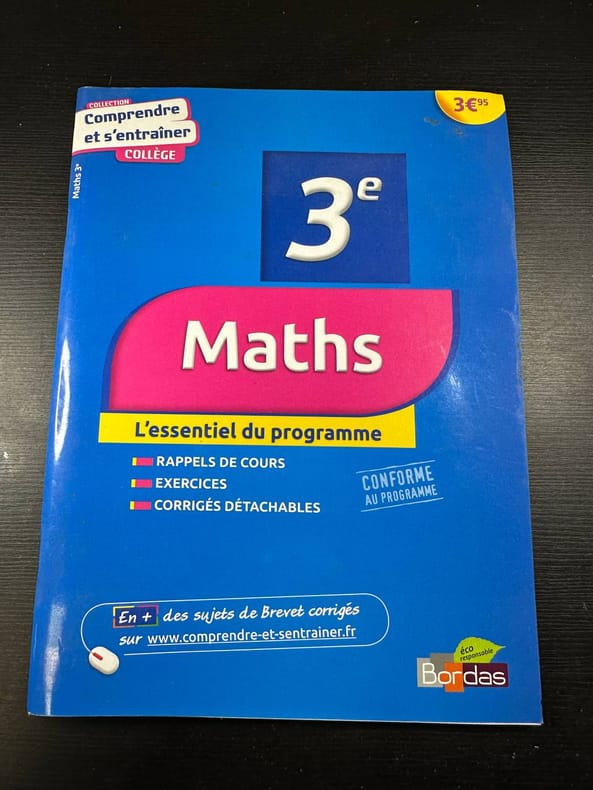 COLLECTION
Comprendre
et s'entraîner
COLLÈGE
3€95
Maths 3e
3e
Maths
L'essentiel du programme
RAPPELS DE COURS
EXERCICES
CORRIGÉS DÉTACHABLES
CONFORME
AU PROGRAMME
En + des sujets de Brevet corrigés
sur www.comprendre-et-sentrainer.fr
éco
responsable
Bordas